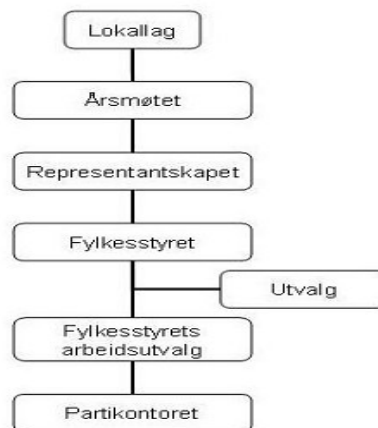 Lokallag
Årsmøtet
Representantskapet
Fylkesstyret
Utvalg
Fylkesstyrets
arbeidsutvalg
Partikontoret